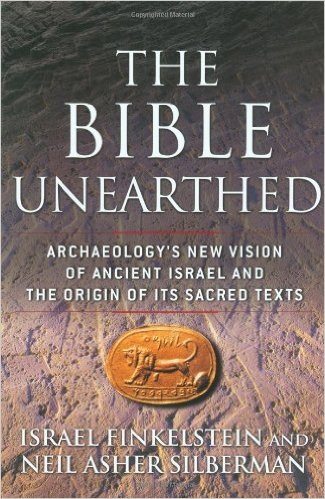 THE
BIBLE
UNEARTHED
ARCHAEOLOGY'S NEW VISION
OF ANCIENT ISRAEL AND
THE ORIGIN OF ITS SACRED TEXTS
ISRAEL FINKELSTEIN AND
NEIL ASHER SILBERMAN